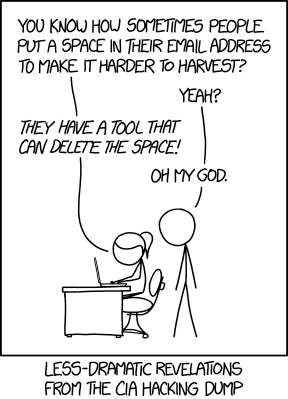 YOU KNOW HOW SOMETIMES PEOPLE
PUT A SPACE IN THEIR EMAIL ADDRESS
TO MAKE IT HARDER TO HARVEST?
YEAH?
THEY HAVE A TOOL THAT
CAN DELETE THE SPACE!
OH MY GOD.
LESS-DRAMATIC REVELATIONS
FROM THE CIA HACKING DUMP